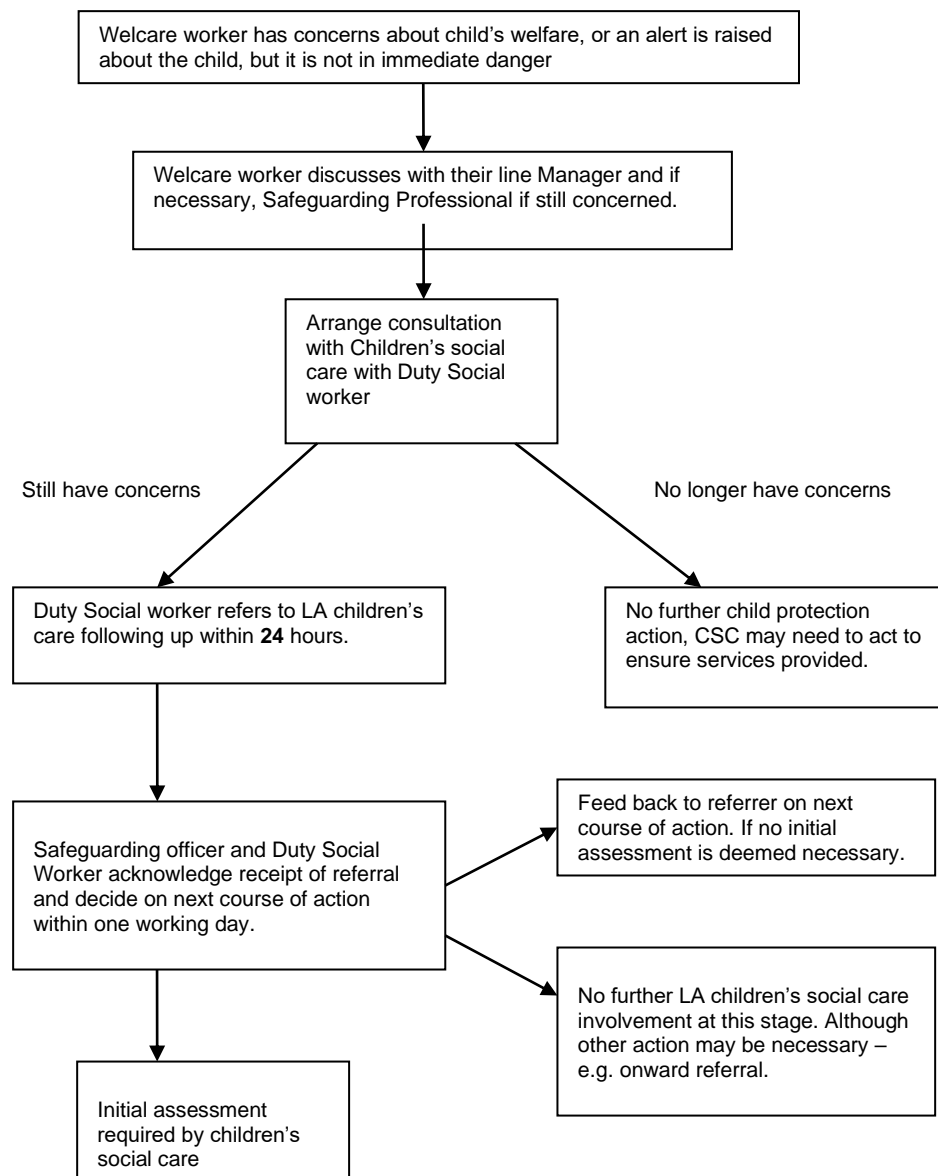 Welcare worker has concerns about child’s welfare, or an alert is raised
about the child, but it is not in immediate danger
Welcare worker discusses with their line Manager and if
necessary, Safeguarding Professional if still concerned.
Arrange consultation
with Children’s social
care with Duty Social
worker
Still have concerns
No longer have concerns
Duty Social worker refers to LA children’s
care following up within 24 hours.
No further child protection
action, CSC may need to act to
ensure services provided.
Safeguarding officer and Duty Social
Worker acknowledge receipt of referral
and decide on next course of action
within one working day.
Feed back to referrer on next
course of action. If no initial
assessment is deemed necessary.
No further LA children’s social care
involvement at this stage. Although
other action may be necessary –
e.g. onward referral.
Initial assessment
required by children’s
social care